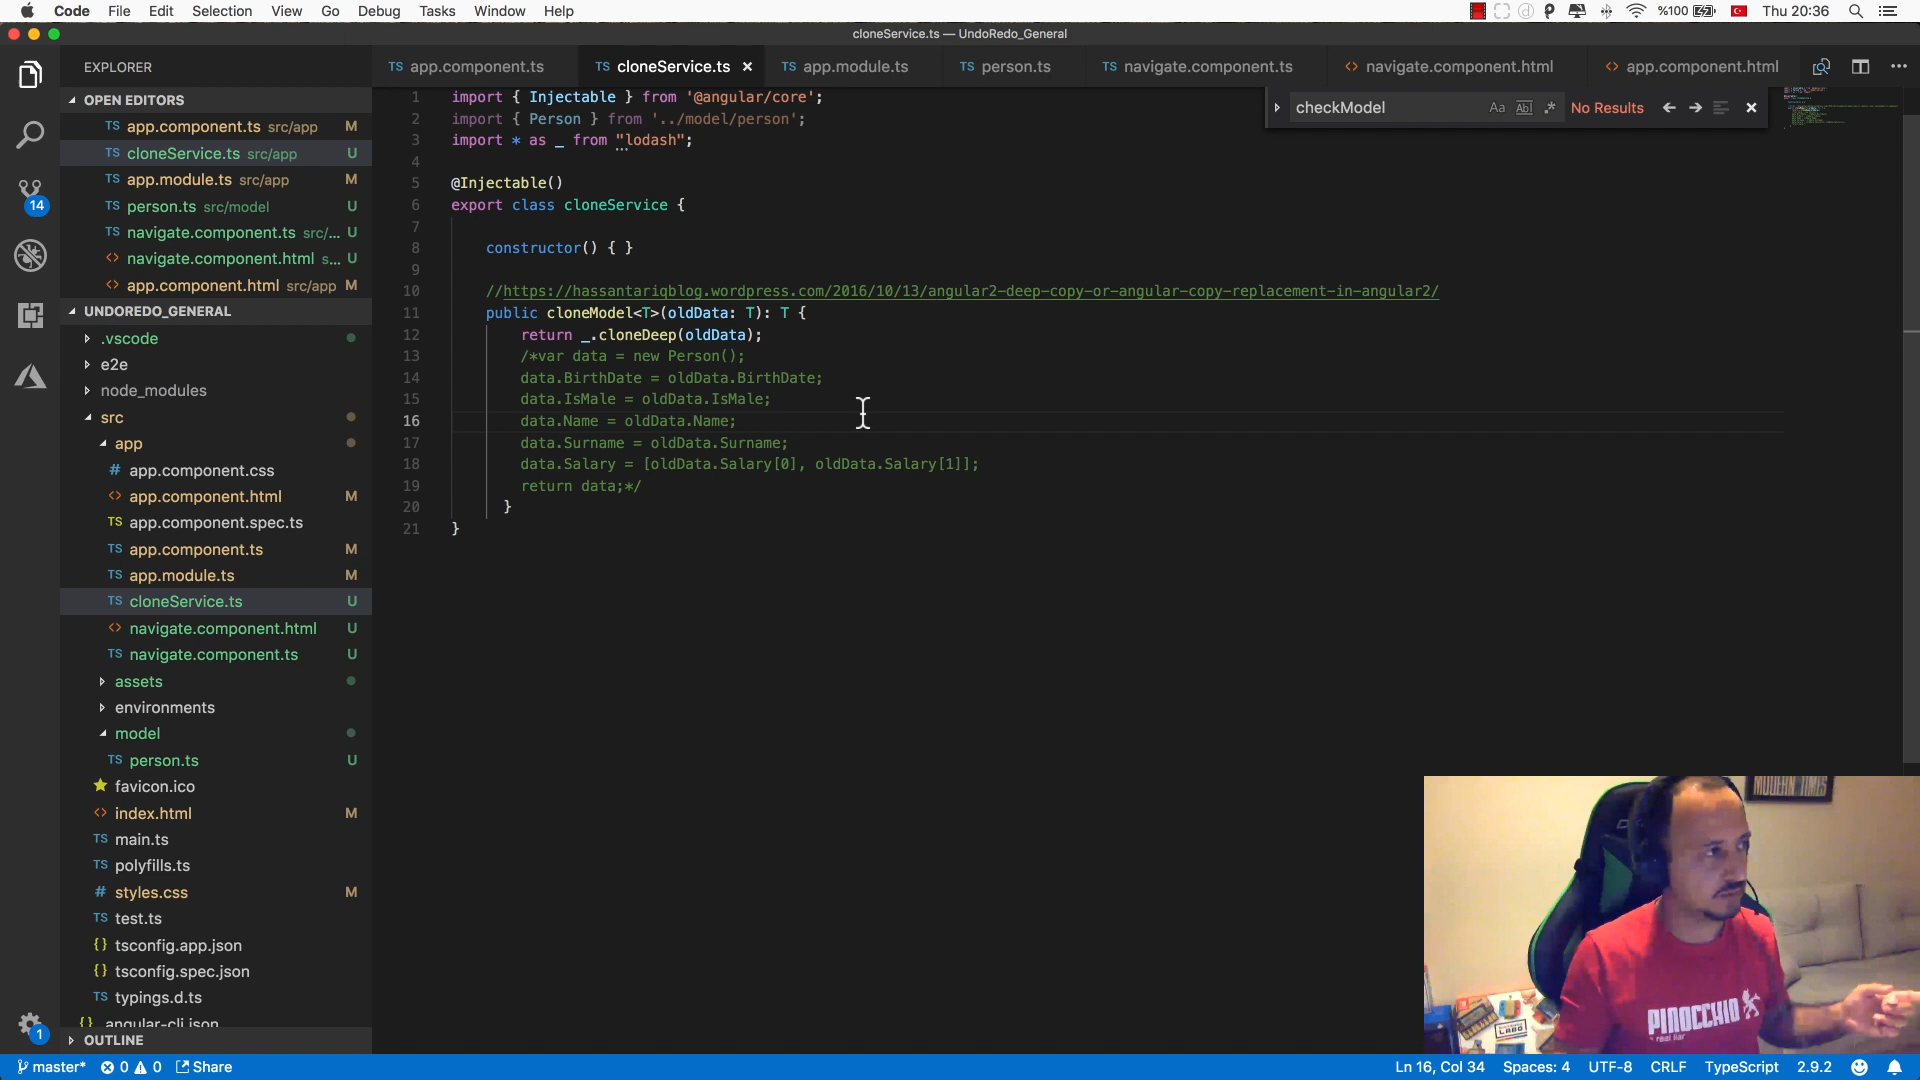 Code File Edit Selection View Go Debug Tasks Window Help
%100 Thu 20:36
cloneService.ts — UndoRedo_General
EXPLORER
OPEN EDITORS
TS app.component.ts src/app M
TS cloneService.ts src/app U
TS app.module.ts src/app M
TS person.ts src/model U
TS navigate.component.ts src/... U
<> navigate.component.html s... U
<> app.component.html src/app M
UNDOREDO_GENERAL
.vscode
e2e
node_modules
src
app
# app.component.css
<> app.component.html M
TS app.component.spec.ts
TS app.component.ts M
TS app.module.ts M
TS cloneService.ts U
<> navigate.component.html U
TS navigate.component.ts U
assets
environments
model
TS person.ts U
favicon.ico
<> index.html M
TS main.ts
TS polyfills.ts
# styles.css M
TS test.ts
{} tsconfig.app.json
{} tsconfig.spec.json
TS typings.d.ts
{} angular-cli.json
OUTLINE
14
1
TS app.component.ts TS cloneService.ts × TS app.module.ts TS person.ts TS navigate.component.ts <> navigate.component.html <> app.component.html
checkModel Aa Abl .* No Results
1 import { Injectable } from '@angular/core';
2 import { Person } from '../model/person';
3 import * as _ from "lodash";
4
5 @Injectable()
6 export class cloneService {
7
8 constructor() { }
9
10 //https://hassantariqblog.wordpress.com/2016/10/13/angular2-deep-copy-or-angular-copy-replacement-in-angular2/
11 public cloneModel<T>(oldData: T): T {
12 return _.cloneDeep(oldData);
13 /*var data = new Person();
14 data.BirthDate = oldData.BirthDate;
15 data.IsMale = oldData.IsMale;
16 data.Name = oldData.Name;
17 data.Surname = oldData.Surname;
18 data.Salary = [oldData.Salary[0], oldData.Salary[1]];
19 return data;*/
20 }
21 }
MODERN TIMES
LABO
PINOCCHIO
a real liar
master* 0 0 Share
Ln 16, Col 34 Spaces: 4 UTF-8 CRLF TypeScript 2.9.2